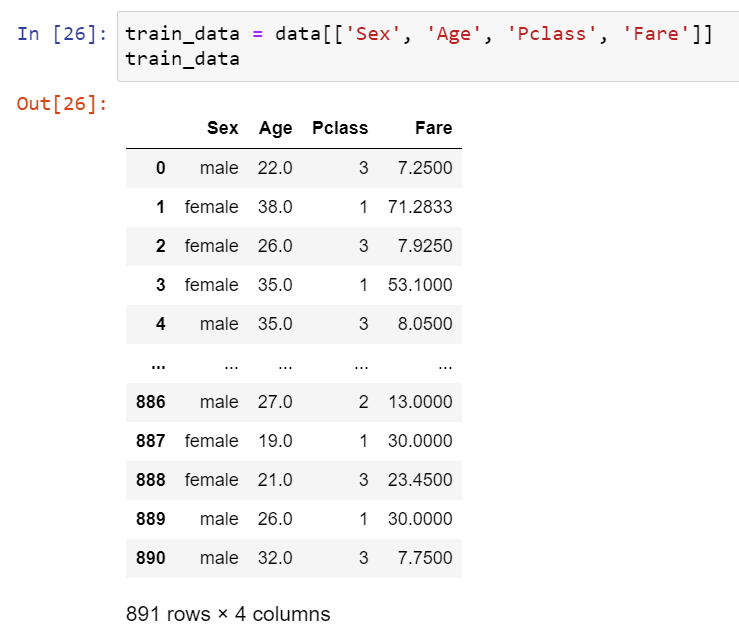 In [26]: train_data = data[['Sex', 'Age', 'Pclass', 'Fare']]
train_data
Out[26]:
Sex Age Pclass Fare
0 male 22.0 3 7.2500
1 female 38.0 1 71.2833
2 female 26.0 3 7.9250
3 female 35.0 1 53.1000
4 male 35.0 3 8.0500
... ... ... ... ...
886 male 27.0 2 13.0000
887 female 19.0 1 30.0000
888 female 21.0 3 23.4500
889 male 26.0 1 30.0000
890 male 32.0 3 7.7500
891 rows × 4 columns